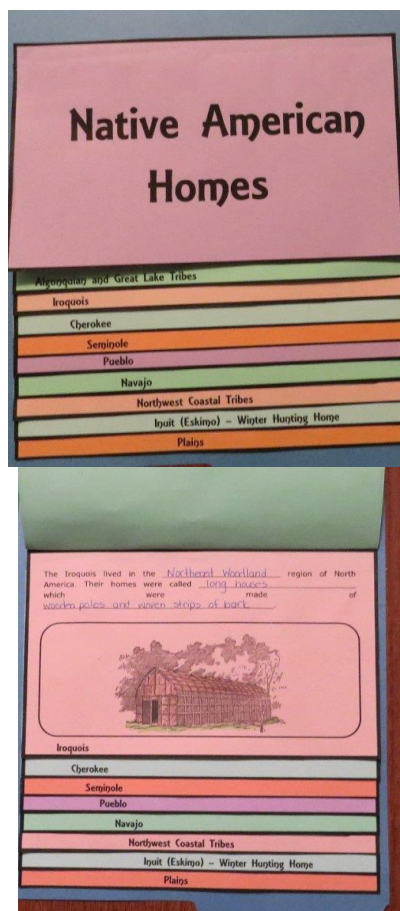 Native American
Homes
Algonquian and Great Lake Tribes
Iroquois
Cherokee
Seminole
Pueblo
Navajo
Northwest Coastal Tribes
Inuit (Eskimo) – Winter Hunting Home
Plains
The Iroquois lived in the Northeast Woodland region of North
America. Their homes were called long houses
which were made of
wooden poles and woven strips of bark.
Iroquois
Cherokee
Seminole
Pueblo
Navajo
Northwest Coastal Tribes
Inuit (Eskimo) – Winter Hunting Home
Plains